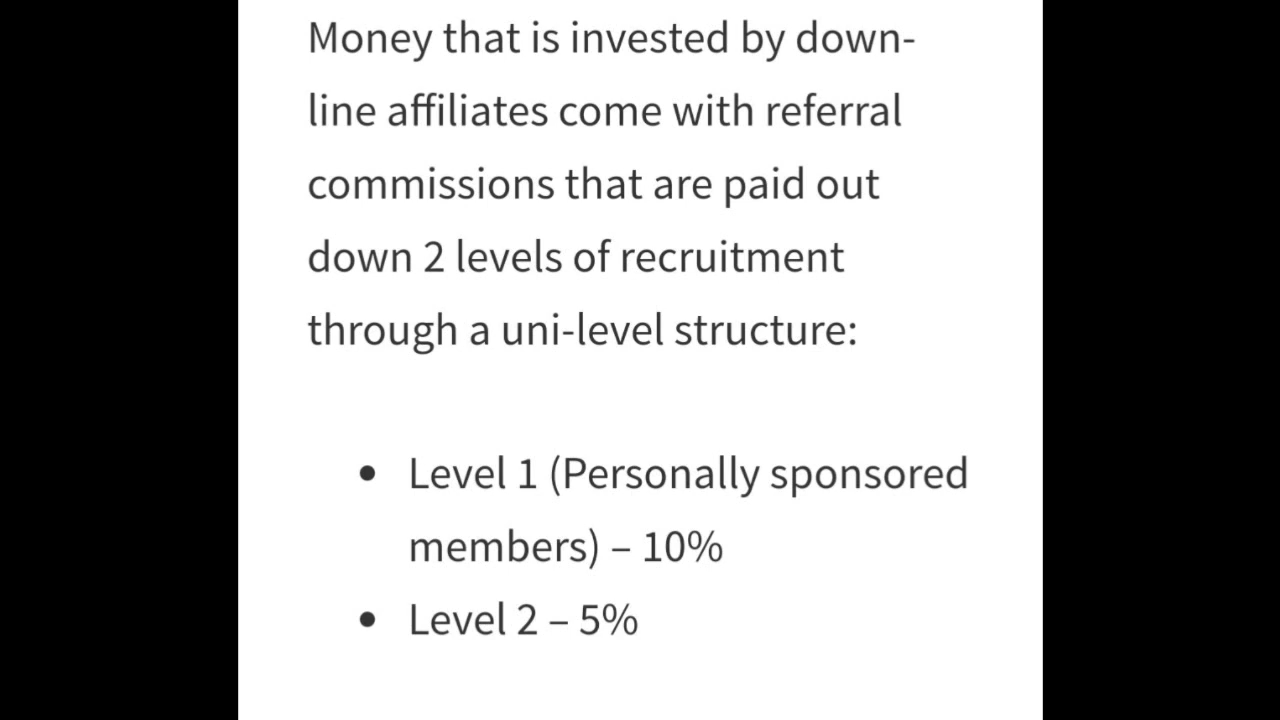 Money that is invested by down-
line affiliates come with referral
commissions that are paid out
down 2 levels of recruitment
through a uni-level structure:
• Level 1 (Personally sponsored
members) – 10%
• Level 2 – 5%